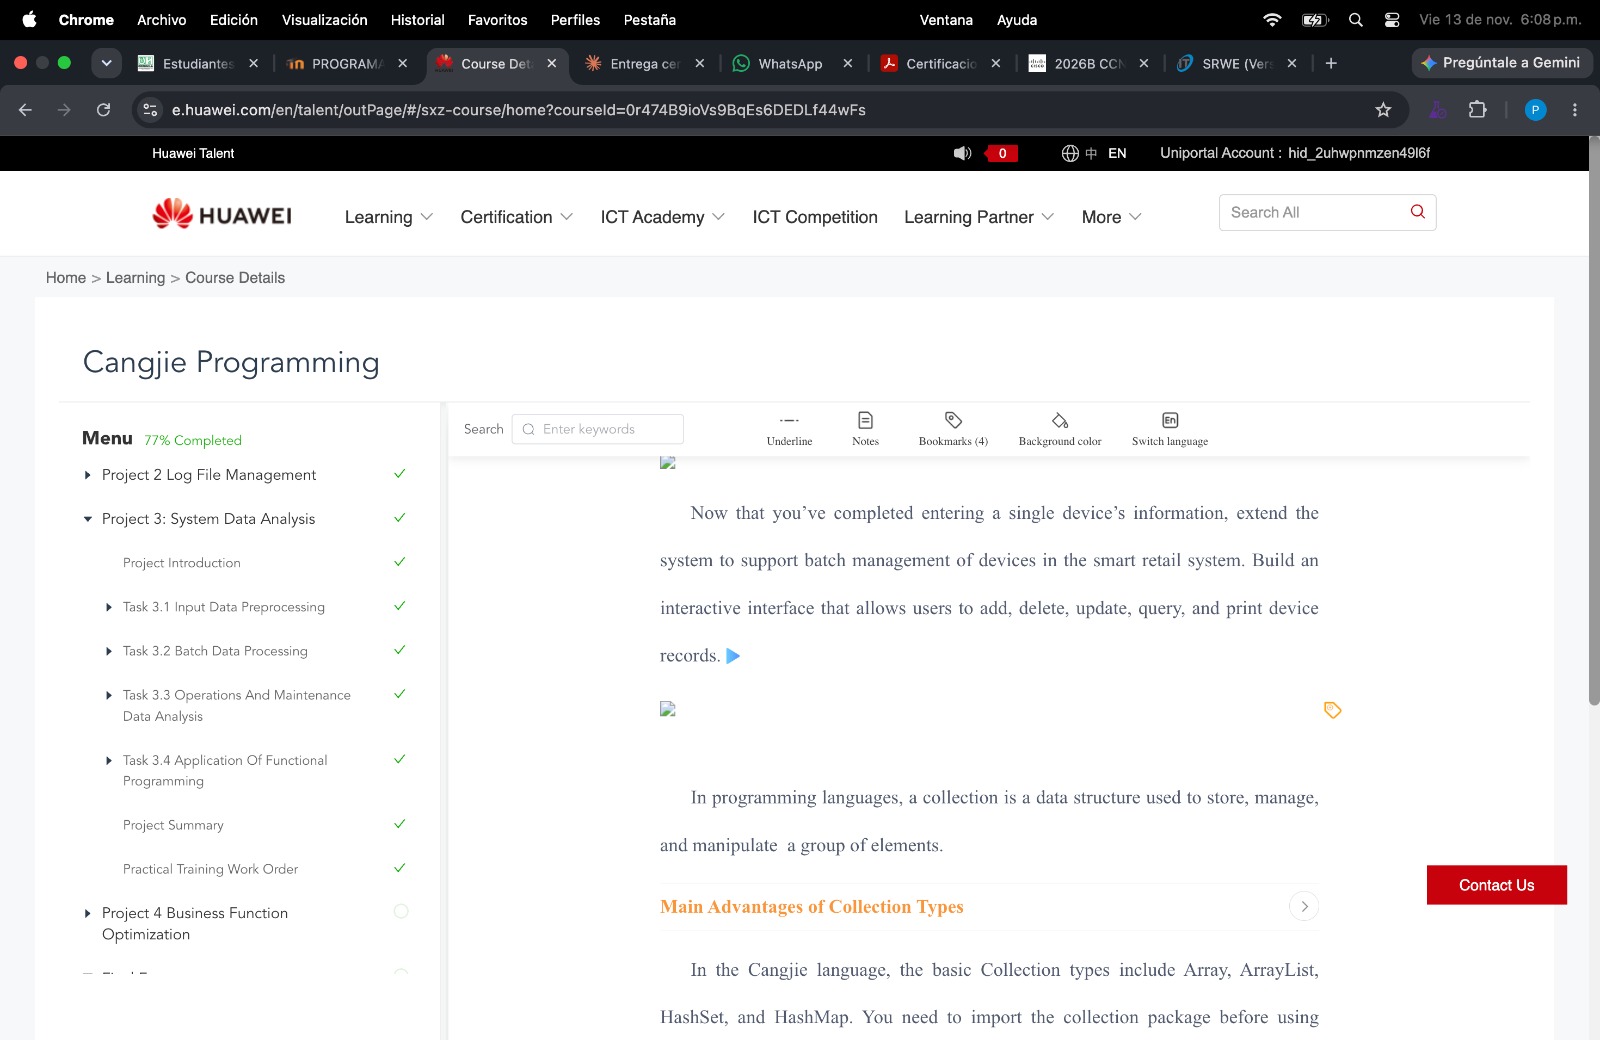 Chrome Archivo Edición Visualización Historial Favoritos Perfiles Pestaña Ventana Ayuda Vie 13 de nov. 6:08 p.m.
Estudiantes PROGRAMA Course Det Entrega cer WhatsApp Certificacio 2026B CCN SRWE (Vers Pregúntale a Gemini
e.huawei.com/en/talent/outPage/#/sxz-course/home?courseId=0r474B9ioVs9BqEs6DEDLf44wFs P
Huawei Talent 0 中 EN Uniportal Account : hid_2uhwpnmzen49l6f
HUAWEI Learning Certification ICT Academy ICT Competition Learning Partner More Search All
Home > Learning > Course Details
Cangjie Programming
Menu 77% Completed
Project 2 Log File Management
Project 3: System Data Analysis
Project Introduction
Task 3.1 Input Data Preprocessing
Task 3.2 Batch Data Processing
Task 3.3 Operations And Maintenance
Data Analysis
Task 3.4 Application Of Functional
Programming
Project Summary
Practical Training Work Order
Project 4 Business Function
Optimization
Search Enter keywords
Underline Notes Bookmarks (4) Background color En Switch language
Now that you’ve completed entering a single device’s information, extend the
system to support batch management of devices in the smart retail system. Build an
interactive interface that allows users to add, delete, update, query, and print device
records.
In programming languages, a collection is a data structure used to store, manage,
and manipulate a group of elements.
Main Advantages of Collection Types
In the Cangjie language, the basic Collection types include Array, ArrayList,
HashSet, and HashMap. You need to import the collection package before using
Contact Us